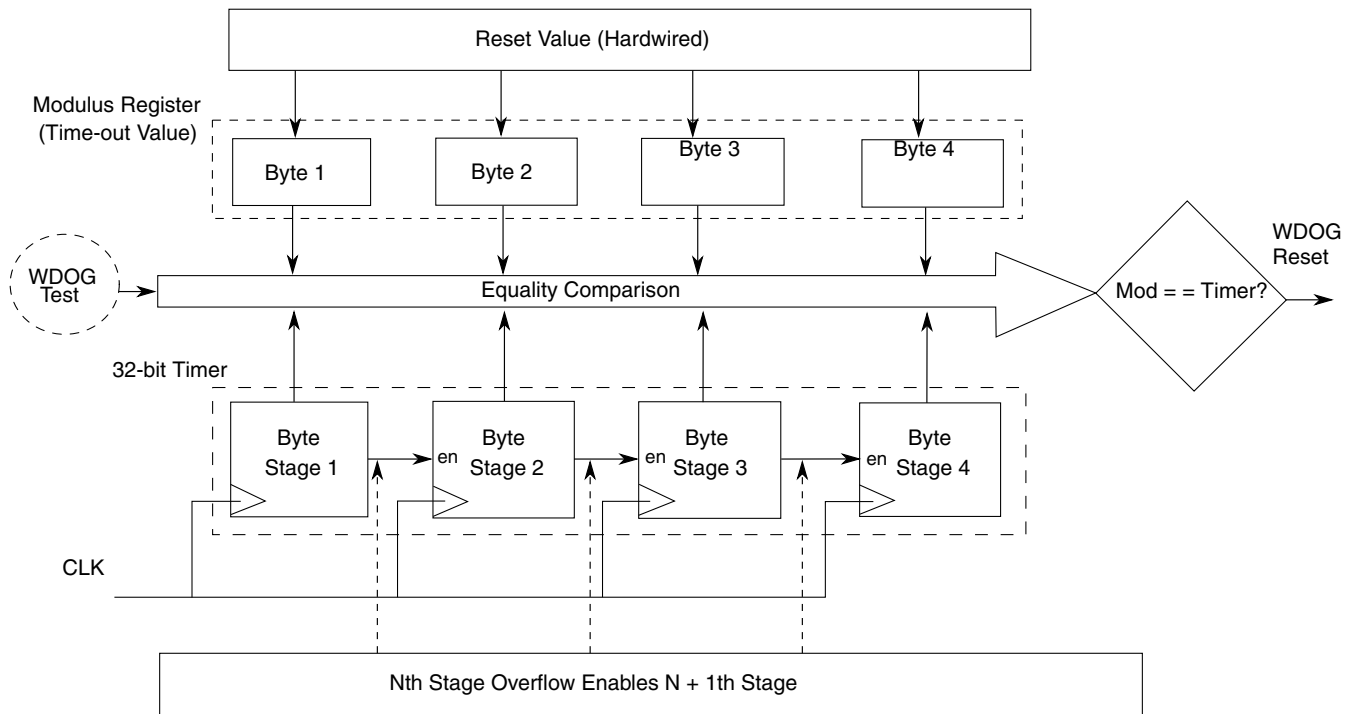 Reset Value (Hardwired)
Modulus Register
(Time-out Value)
Byte 1
Byte 2
Byte 3
Byte 4
WDOG
Test
Equality Comparison
Mod = = Timer?
WDOG
Reset
32-bit Timer
Byte
Stage 1
en
Byte
Stage 2
en
Byte
Stage 3
en
Byte
Stage 4
CLK
Nth Stage Overflow Enables N + 1th Stage